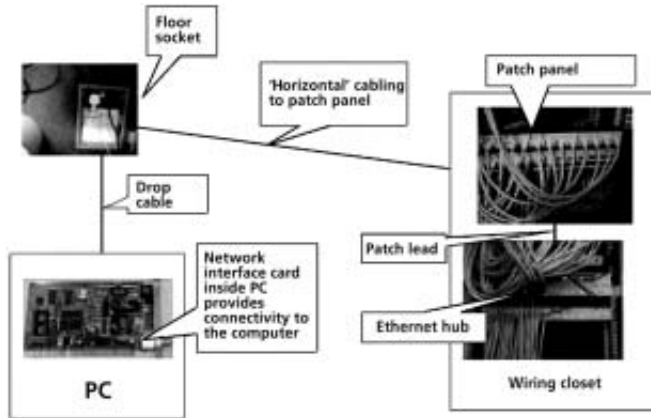 Floor
socket
'Horizontal' cabling
to patch panel
Patch panel
Drop
cable
Network
interface card
inside PC
provides
connectivity to
the computer
Patch lead
Ethernet hub
PC
Wiring closet